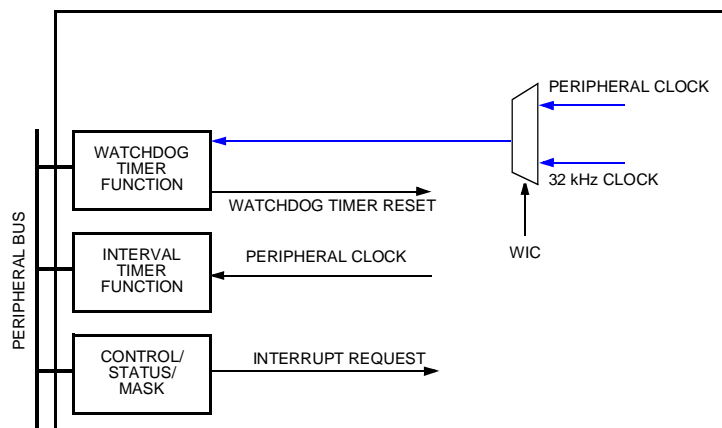 PERIPHERAL CLOCK
WATCHDOG
TIMER
FUNCTION
32 kHz CLOCK
WATCHDOG TIMER RESET
PERIPHERAL BUS
INTERVAL
TIMER
FUNCTION
PERIPHERAL CLOCK
WIC
CONTROL/
STATUS/
MASK
INTERRUPT REQUEST